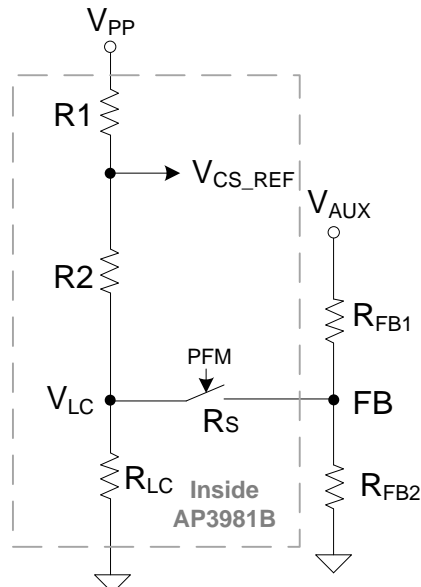 VPP
R1
VCS_REF
VAUX
R2
RFB1
PFM
VLC
RS
FB
RLC
RFB2
Inside
AP3981B